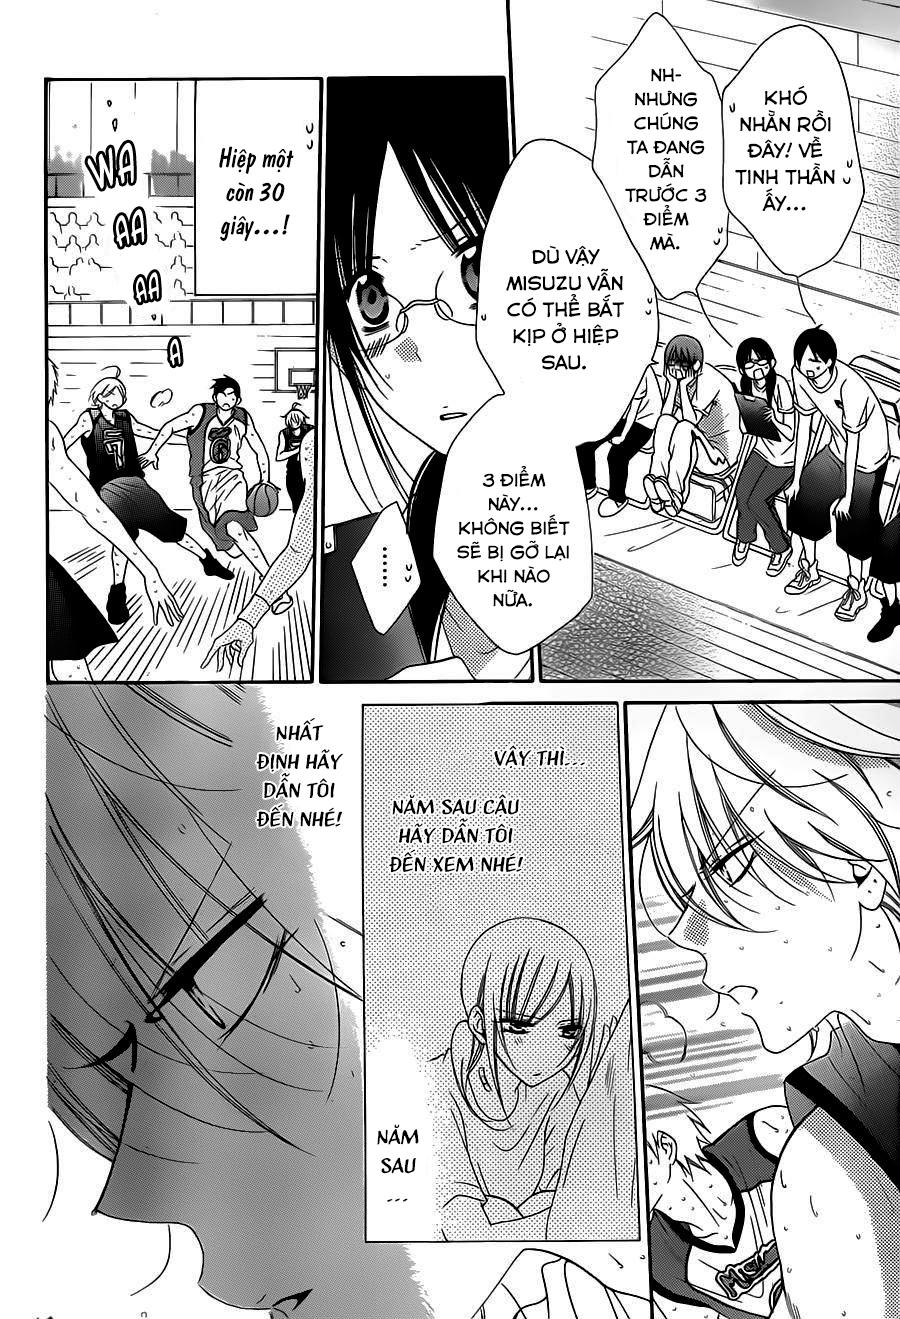 KHÓ
NHẰN RỒI
ĐÂY! VỀ
TINH THẦN
ẤY...
NH-
NHƯNG
CHÚNG
TA ĐANG
DẪN
TRƯỚC 3
ĐIỂM
MÀ.
DÙ VẬY
MISUZU VẪN
CÓ THỂ BẮT
KỊP Ở HIỆP
SAU.
3 ĐIỂM
NÀY...
KHÔNG BIẾT
SẼ BỊ GỠ LẠI
KHI NÀO
NỮA.
......
Hiệp một
còn 30
giây...!
WA
AA
AA
A
7
6
VẬY THÌ...
NĂM SAU CẬU
HÃY DẪN TÔI
ĐẾN XEM NHÉ!
NĂM
SAU
...
NHẤT
ĐỊNH HÃY
DẪN TÔI
ĐẾN NHÉ!